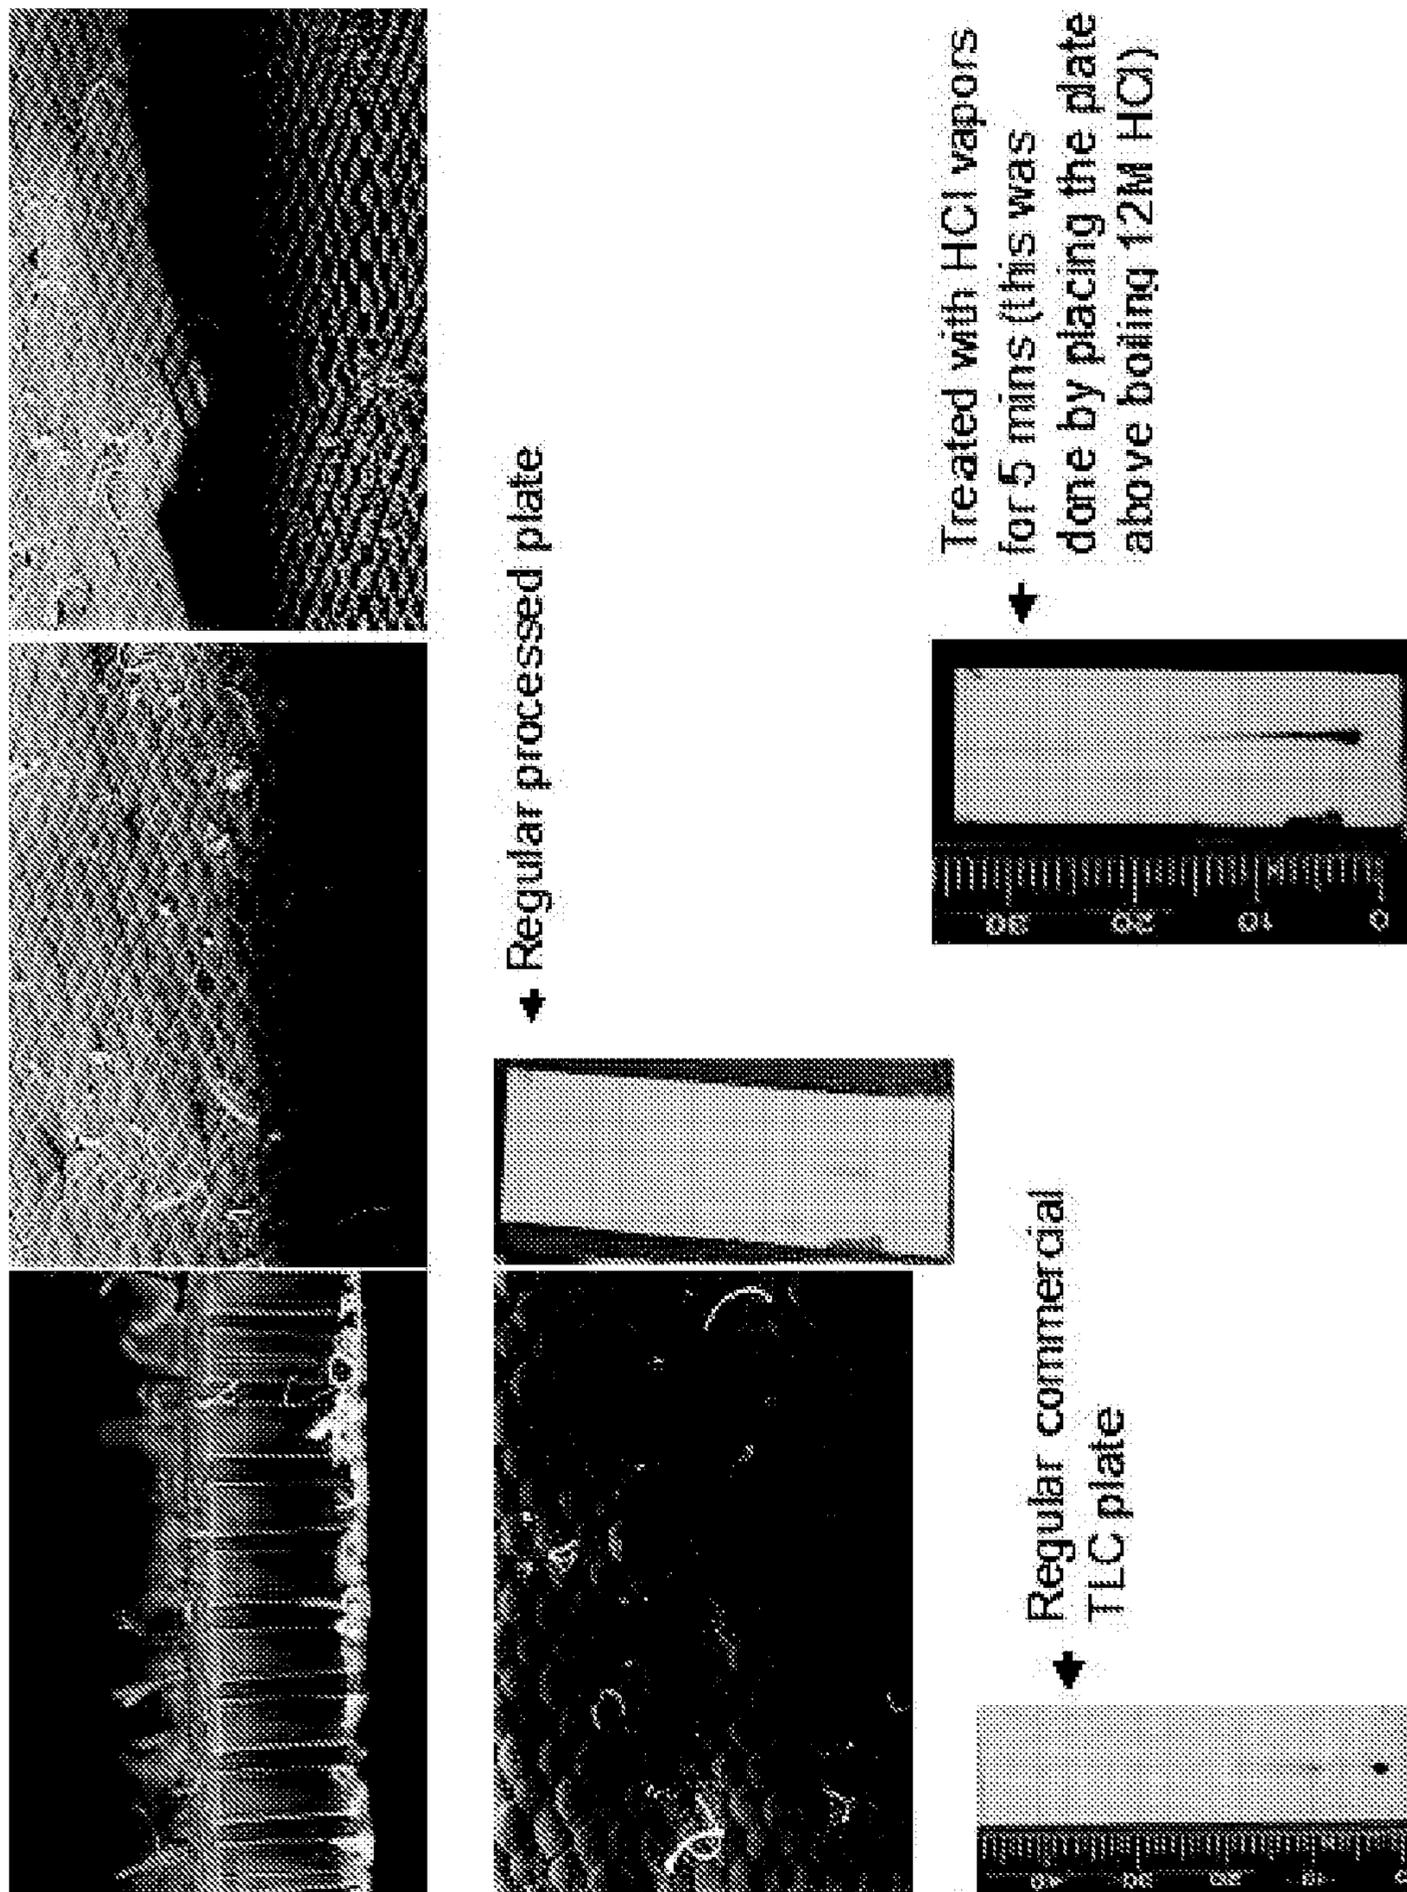 Regular processed plate
Treated with HCl vapors
for 5 mins (this was
done by placing the plate
above boiling 12M HCl)
30
20
10
0
Regular commercial
TLC plate